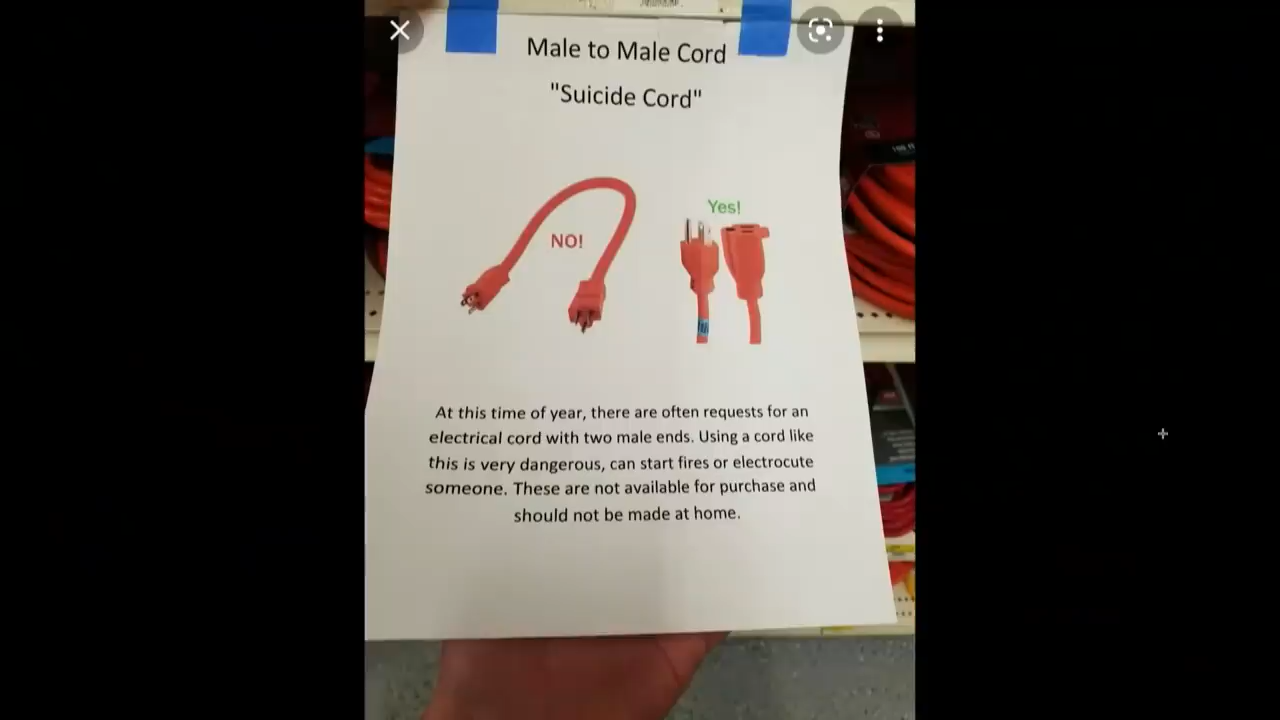 Male to Male Cord
"Suicide Cord"
NO!
Yes!
At this time of year, there are often requests for an
electrical cord with two male ends. Using a cord like
this is very dangerous, can start fires or electrocute
someone. These are not available for purchase and
should not be made at home.